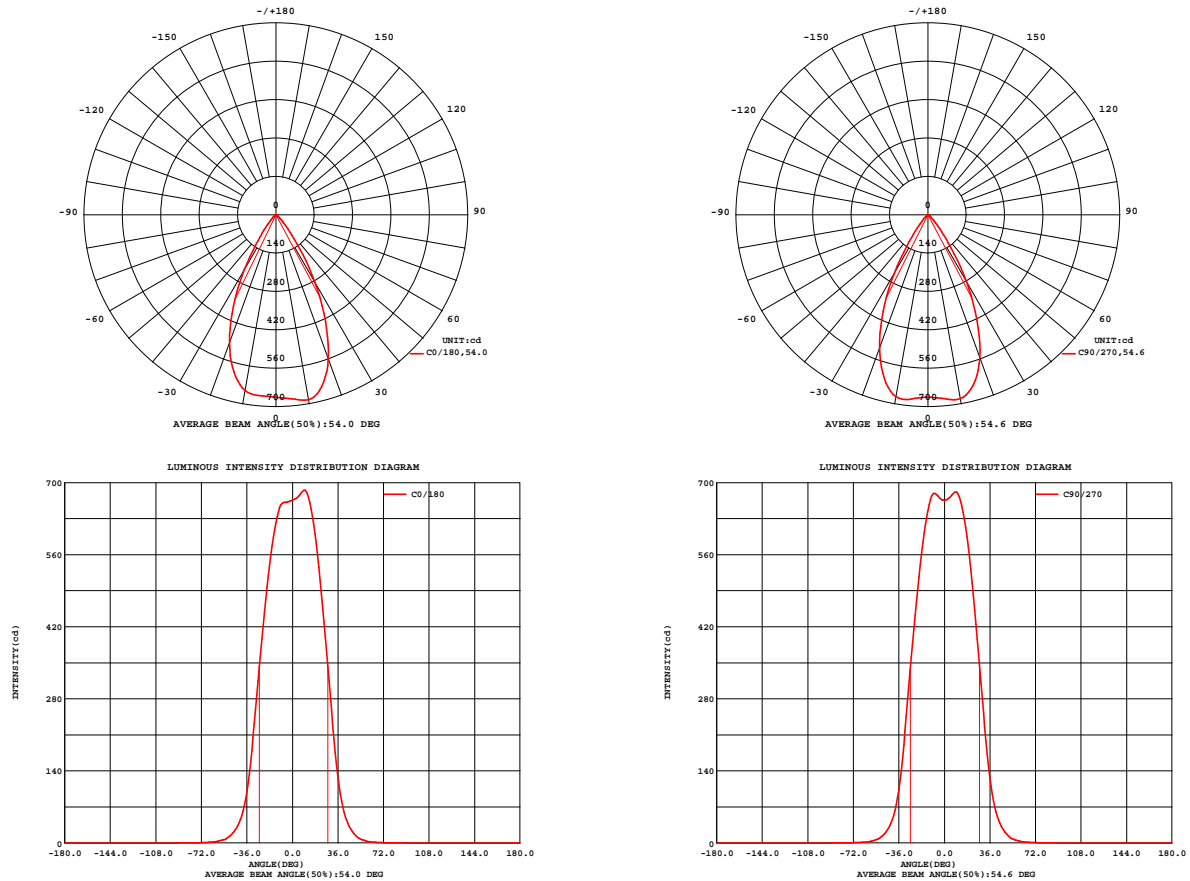 -/+180
-150
150
-120
120
-90
90
-60
60
-30
30
0
0
140
280
420
560
700
UNIT:cd
C0/180,54.0
AVERAGE BEAM ANGLE(50%):54.0 DEG
-/+180
-150
150
-120
120
-90
90
-60
60
-30
30
0
0
140
280
420
560
700
UNIT:cd
C90/270,54.6
AVERAGE BEAM ANGLE(50%):54.6 DEG
LUMINOUS INTENSITY DISTRIBUTION DIAGRAM
C0/180
INTENSITY(cd)
700
560
420
280
140
0
-180.0 -144.0 -108.0 -72.0 -36.0 0.0 36.0 72.0 108.0 144.0 180.0
ANGLE(DEG)
AVERAGE BEAM ANGLE(50%):54.0 DEG
LUMINOUS INTENSITY DISTRIBUTION DIAGRAM
C90/270
INTENSITY(cd)
700
560
420
280
140
0
-180.0 -144.0 -108.0 -72.0 -36.0 0.0 36.0 72.0 108.0 144.0 180.0
ANGLE(DEG)
AVERAGE BEAM ANGLE(50%):54.6 DEG